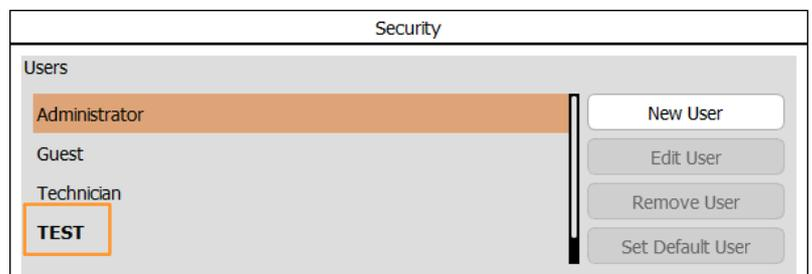 Security
Users
Administrator
New User
Guest
Edit User
Technician
Remove User
TEST
Set Default User